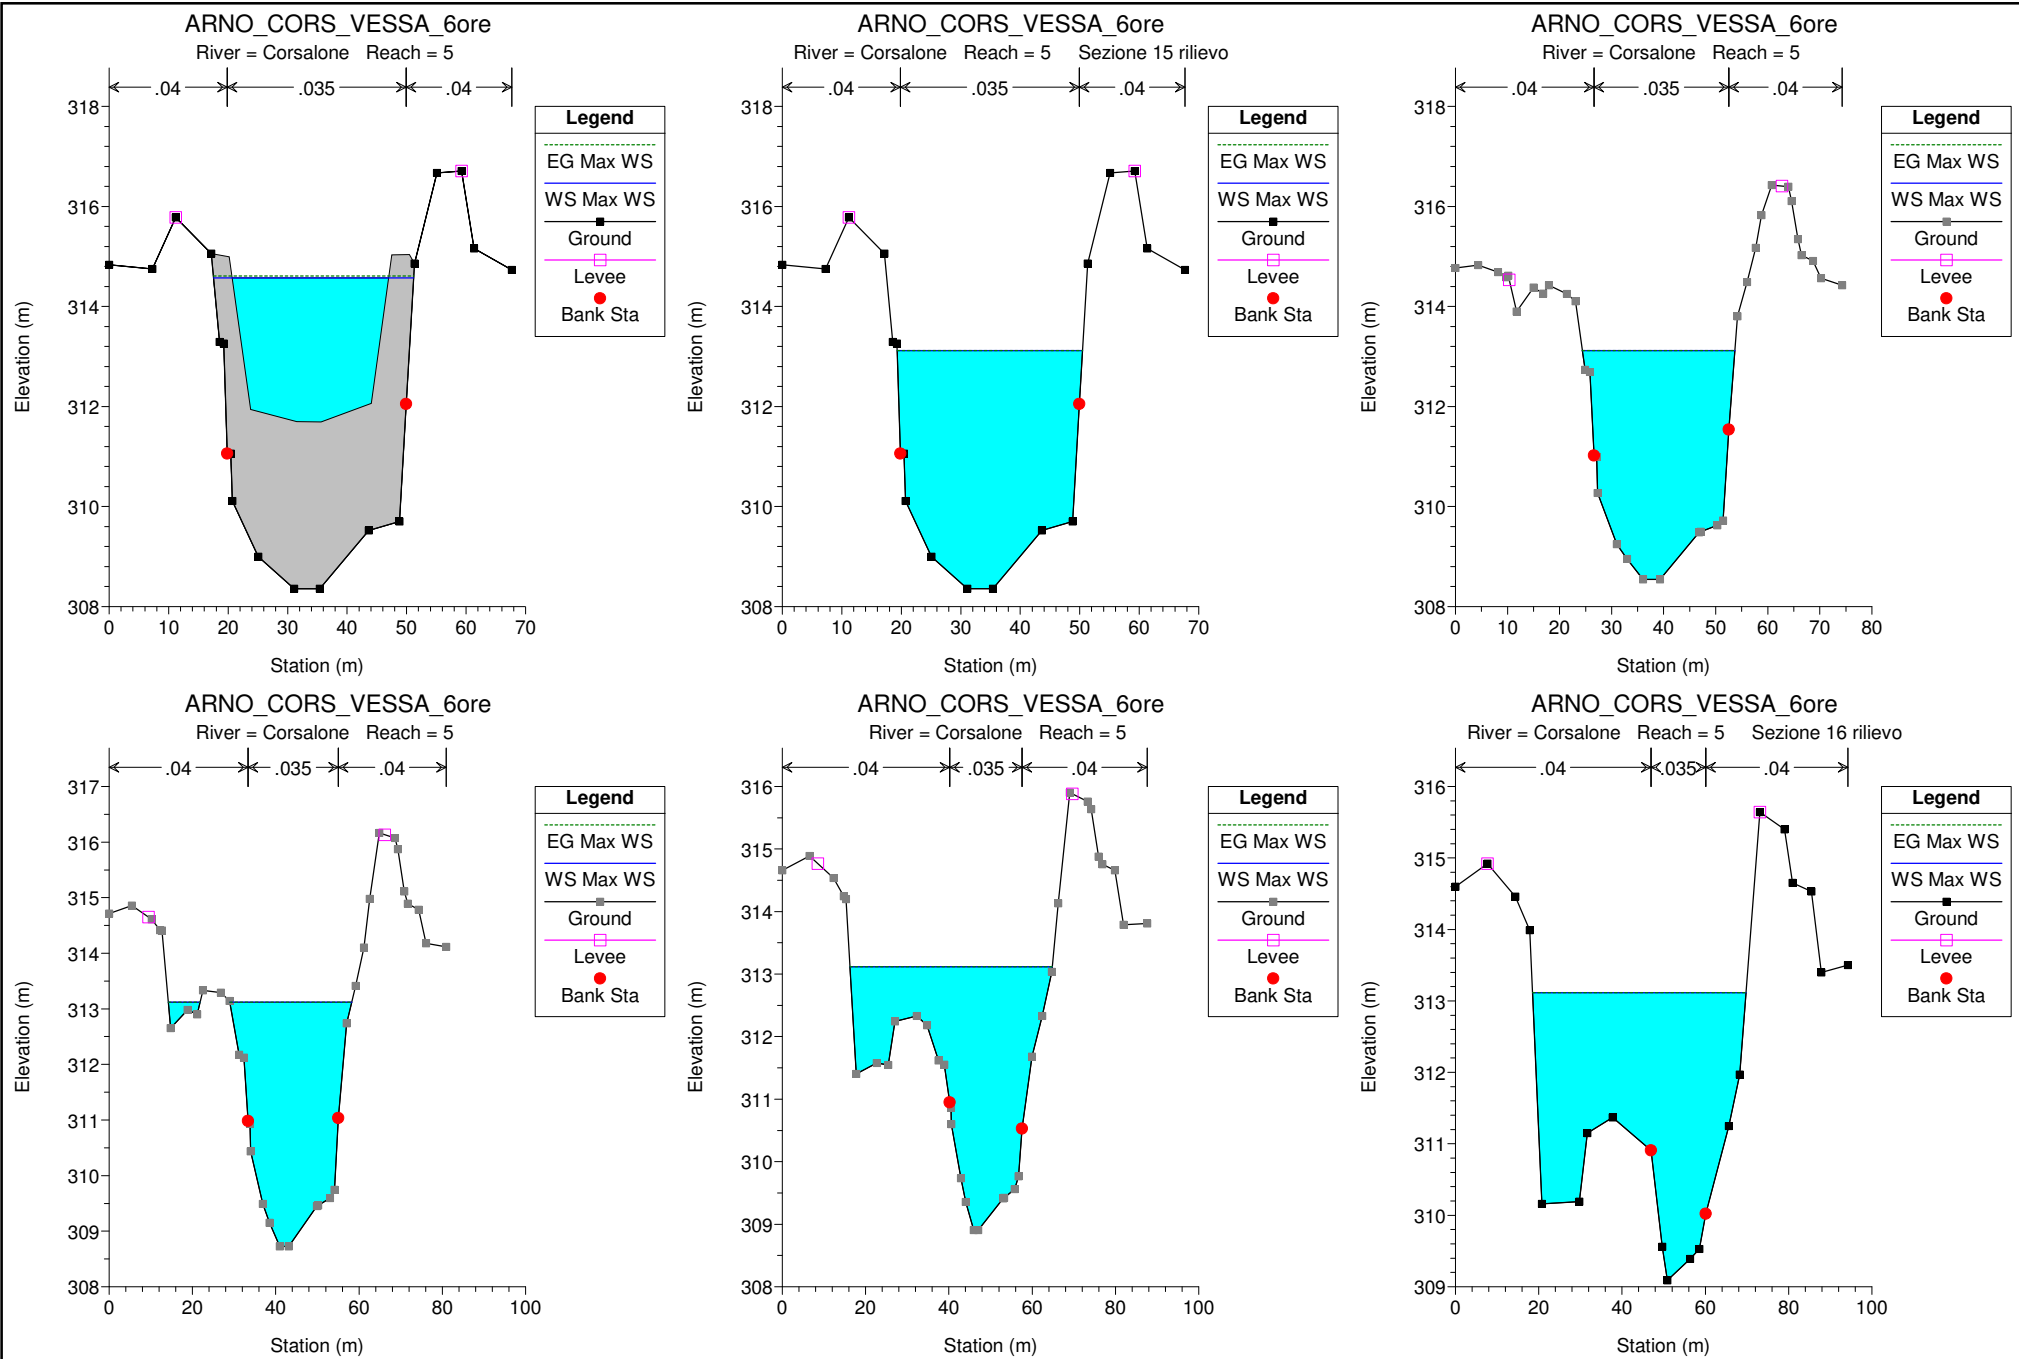 ARNO_CORS_VESSA_6ore
River = Corsalone Reach = 5
.04 .035 .04
318
316
314
312
310
308
0 10 20 30 40 50 60 70
Station (m)
Elevation (m)
Legend
EG Max WS
WS Max WS
Ground
Levee
Bank Sta
ARNO_CORS_VESSA_6ore
River = Corsalone Reach = 5 Sezione 15 rilievo
.04 .035 .04
318
316
314
312
310
308
0 10 20 30 40 50 60 70
Station (m)
Elevation (m)
Legend
EG Max WS
WS Max WS
Ground
Levee
Bank Sta
ARNO_CORS_VESSA_6ore
River = Corsalone Reach = 5
.04 .035 .04
318
316
314
312
310
308
0 10 20 30 40 50 60 70 80
Station (m)
Elevation (m)
Legend
EG Max WS
WS Max WS
Ground
Levee
Bank Sta
ARNO_CORS_VESSA_6ore
River = Corsalone Reach = 5
.04 .035 .04
317
316
315
314
313
312
311
310
309
308
0 20 40 60 80 100
Station (m)
Elevation (m)
Legend
EG Max WS
WS Max WS
Ground
Levee
Bank Sta
ARNO_CORS_VESSA_6ore
River = Corsalone Reach = 5
.04 .035 .04
316
315
314
313
312
311
310
309
308
0 20 40 60 80 100
Station (m)
Elevation (m)
Legend
EG Max WS
WS Max WS
Ground
Levee
Bank Sta
ARNO_CORS_VESSA_6ore
River = Corsalone Reach = 5 Sezione 16 rilievo
.04 .035 .04
316
315
314
313
312
311
310
309
0 20 40 60 80 100
Station (m)
Elevation (m)
Legend
EG Max WS
WS Max WS
Ground
Levee
Bank Sta